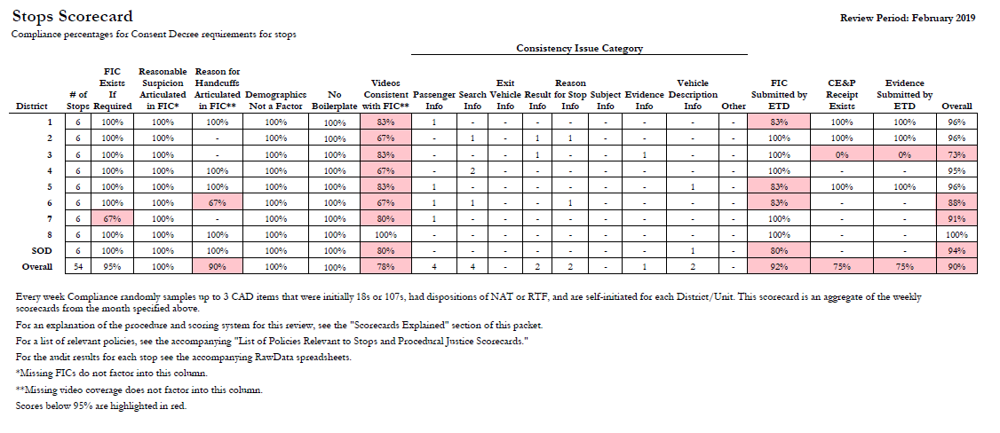 Stops Scorecard
Review Period: February 2019
Compliance percentages for Consent Decree requirements for stops
Consistency Issue Category
District | # of Stops | FIC Exists If Required | Reasonable Suspicion Articulated in FIC* | Reason for Handcuffs Articulated in FIC** | Demographics Not a Factor | No Boilerplate | Videos Consistent with FIC** | Passenger Info | Search Info | Exit Vehicle Info | Result Info | Reason for Stop Info | Subject Info | Evidence Info | Vehicle Description Info | Other | FIC Submitted by ETD | CE&P Receipt Exists | Evidence Submitted by ETD | Overall
1 6 100% 100% 100% 100% 100% 83% 1 - - - - - - - - 83% 100% 100% 96%
2 6 100% 100% - 100% 100% 67% - 1 - 1 1 - - - - 100% 100% 100% 96%
3 6 100% 100% - 100% 100% 83% - - - 1 - - 1 - - 100% 0% 0% 73%
4 6 100% 100% 100% 100% 100% 67% - 2 - - - - - - - 100% - - 95%
5 6 100% 100% 100% 100% 100% 83% 1 - - - - - - 1 - 83% 100% 100% 96%
6 6 100% 100% 67% 100% 100% 67% 1 1 - - 1 - - - - 83% - - 88%
7 6 67% 100% - 100% 100% 80% 1 - - - - - - - - 100% - - 91%
8 6 100% 100% 100% 100% 100% 100% - - - - - - - - - 100% - - 100%
SOD 6 100% 100% 100% 100% 100% 80% - - - - - - - 1 - 80% - - 94%
Overall 54 95% 100% 90% 100% 100% 78% 4 4 - 2 2 - 1 2 - 92% 75% 75% 90%
Every week Compliance randomly samples up to 3 CAD items that were initially 18s or 107s, had dispositions of NAT or RTF, and are self-initiated for each District/Unit. This scorecard is an aggregate of the weekly
scorecards from the month specified above.
For an explanation of the procedure and scoring system for this review, see the "Scorecards Explained" section of this packet.
For a list of relevant policies, see the accompanying "List of Policies Relevant to Stops and Procedural Justice Scorecards."
For the audit results for each stop see the accompanying RawData spreadsheets.
*Missing FICs do not factor into this column.
**Missing video coverage does not factor into this column.
Scores below 95% are highlighted in red.